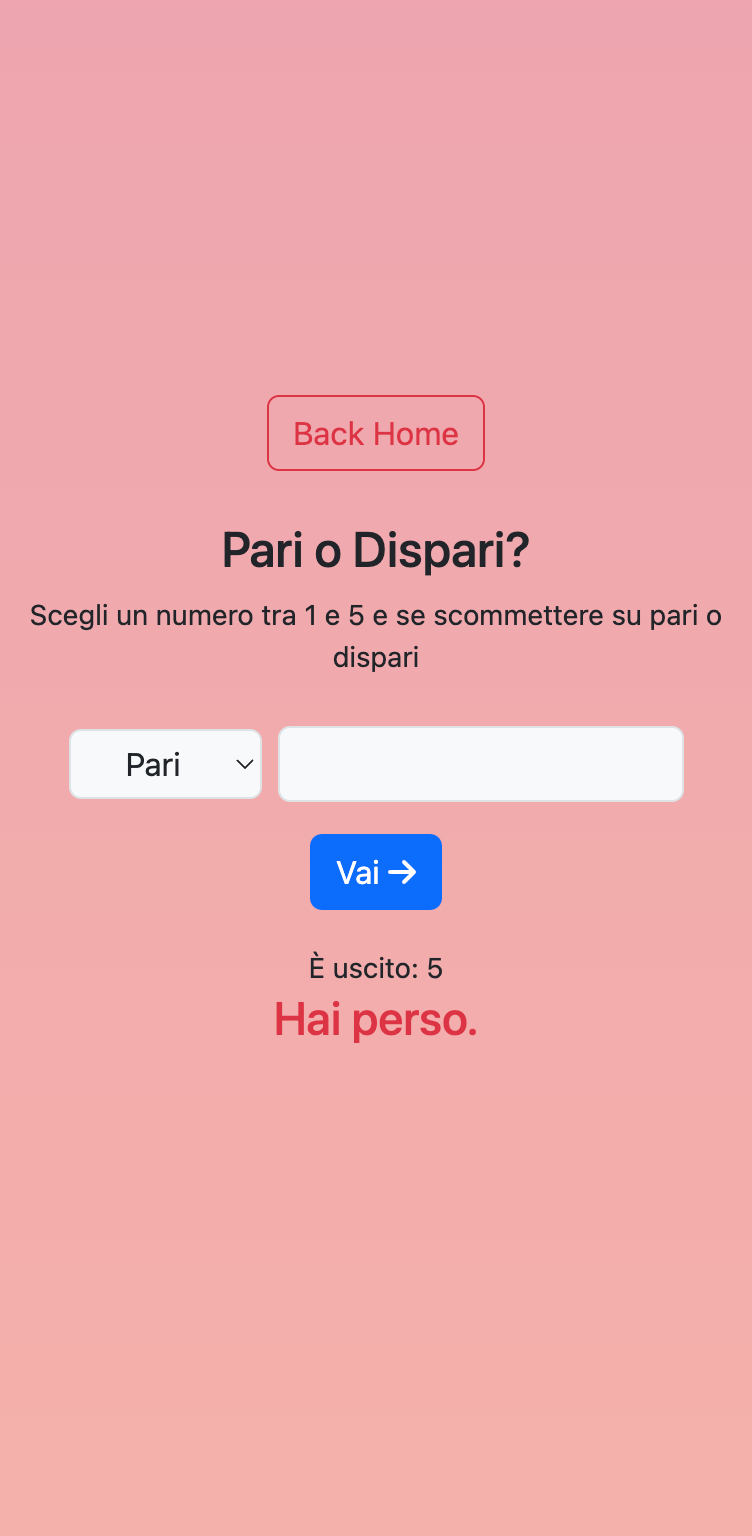 Back Home
Pari o Dispari?
Scegli un numero tra 1 e 5 e se scommettere su pari o
dispari
Pari
Vai →
È uscito: 5
Hai perso.